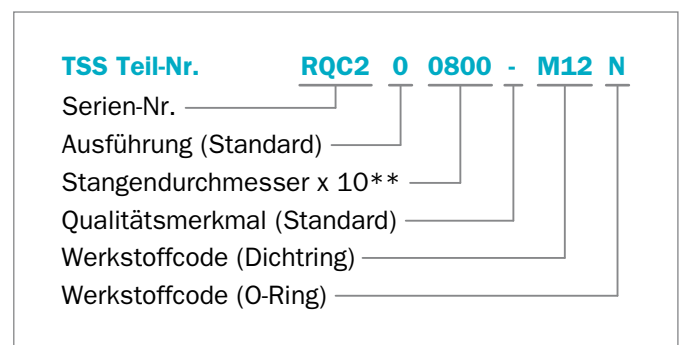 TSS Teil-Nr. RQC2 0 0800 - M12 N
Serien-Nr.
Ausführung (Standard)
Stangendurchmesser x 10**
Qualitätsmerkmal (Standard)
Werkstoffcode (Dichtring)
Werkstoffcode (O-Ring)